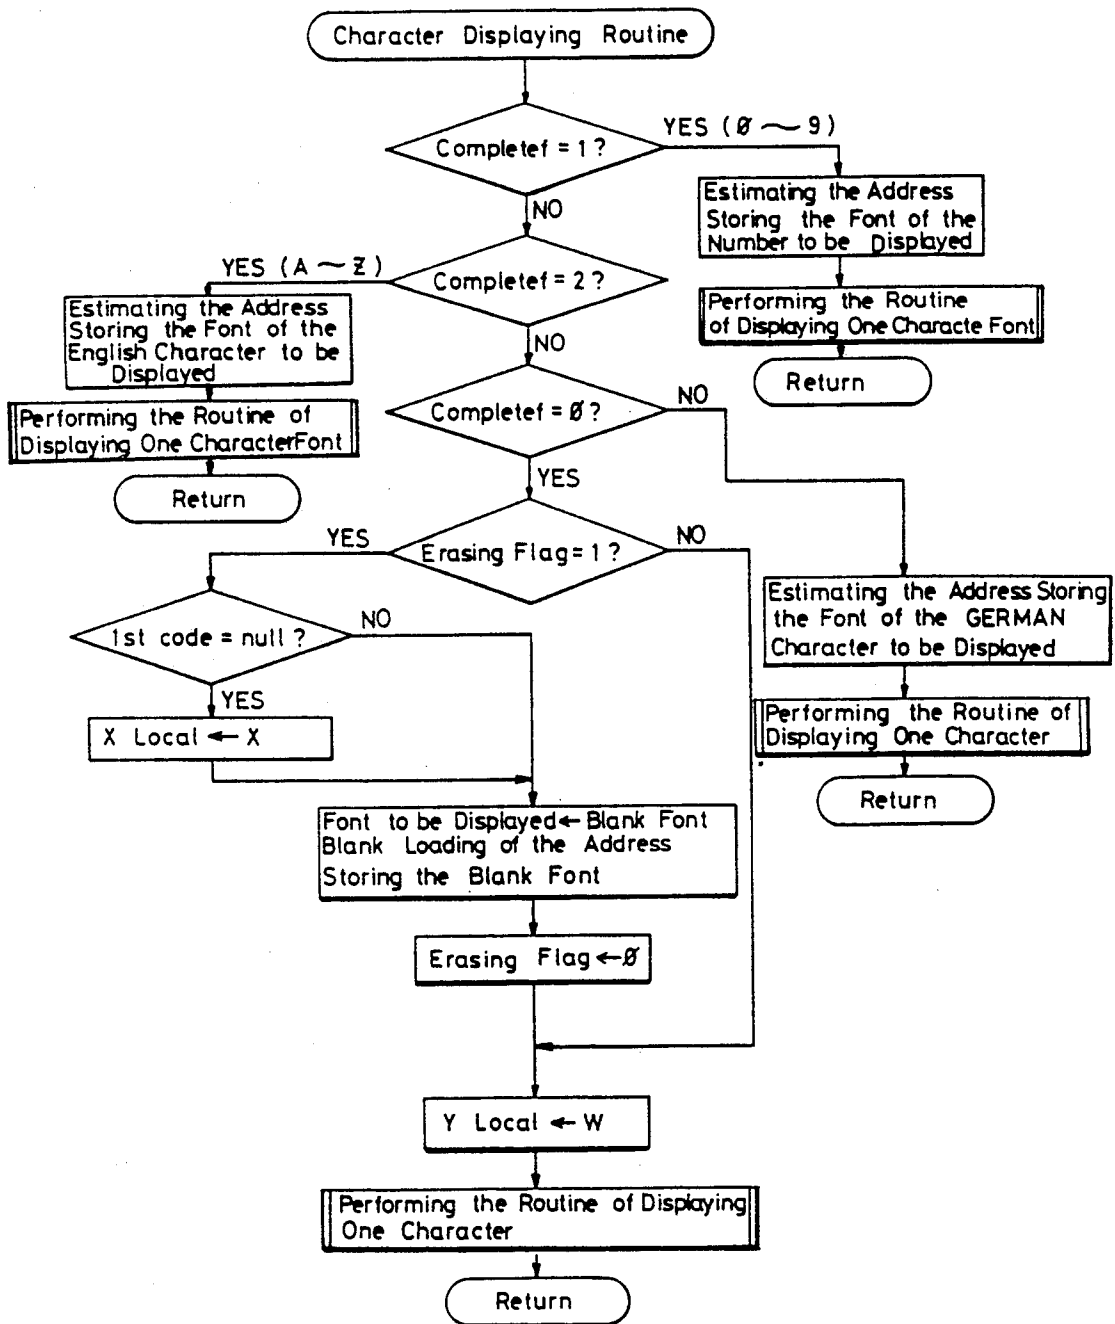 Character Displaying Routine
Completef = 1 ?
YES (Ø ~ 9)
NO
Estimating the Address
Storing the Font of the
Number to be Displayed
Performing the Routine
of Displaying One Characte Font
Return
Completef = 2 ?
YES (A ~ Z)
NO
Estimating the Address
Storing the Font of the
English Character to be
Displayed
Performing the Routine of
Displaying One Character Font
Return
Completef = Ø ?
NO
YES
Erasing Flag = 1 ?
YES
NO
Estimating the Address Storing
the Font of the GERMAN
Character to be Displayed
Performing the Routine of
Displaying One Character
Return
1st code = null ?
NO
YES
X Local ← X
Font to be Displayed ← Blank Font
Blank Loading of the Address
Storing the Blank Font
Erasing Flag ← Ø
Y Local ← W
Performing the Routine of Displaying
One Character
Return